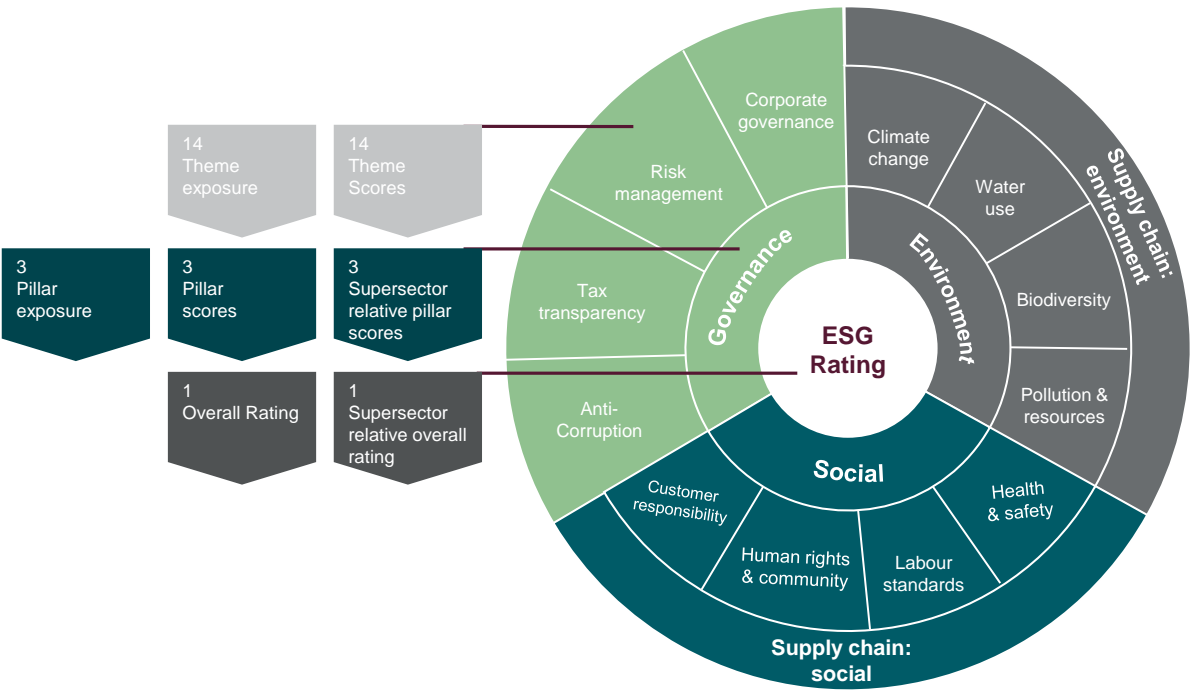 14
Theme
exposure
14
Theme
Scores
3
Pillar
exposure
3
Pillar
scores
3
Supersector
relative pillar
scores
1
Overall Rating
1
Supersector
relative overall
rating
Corporate
governance
Risk
management
Tax
transparency
Anti-
Corruption
Governance
Climate
change
Water
use
Biodiversity
Pollution &
resources
Environment
Supply chain:
environment
ESG
Rating
Social
Customer
responsibility
Human rights
& community
Labour
standards
Health
& safety
Supply chain:
social